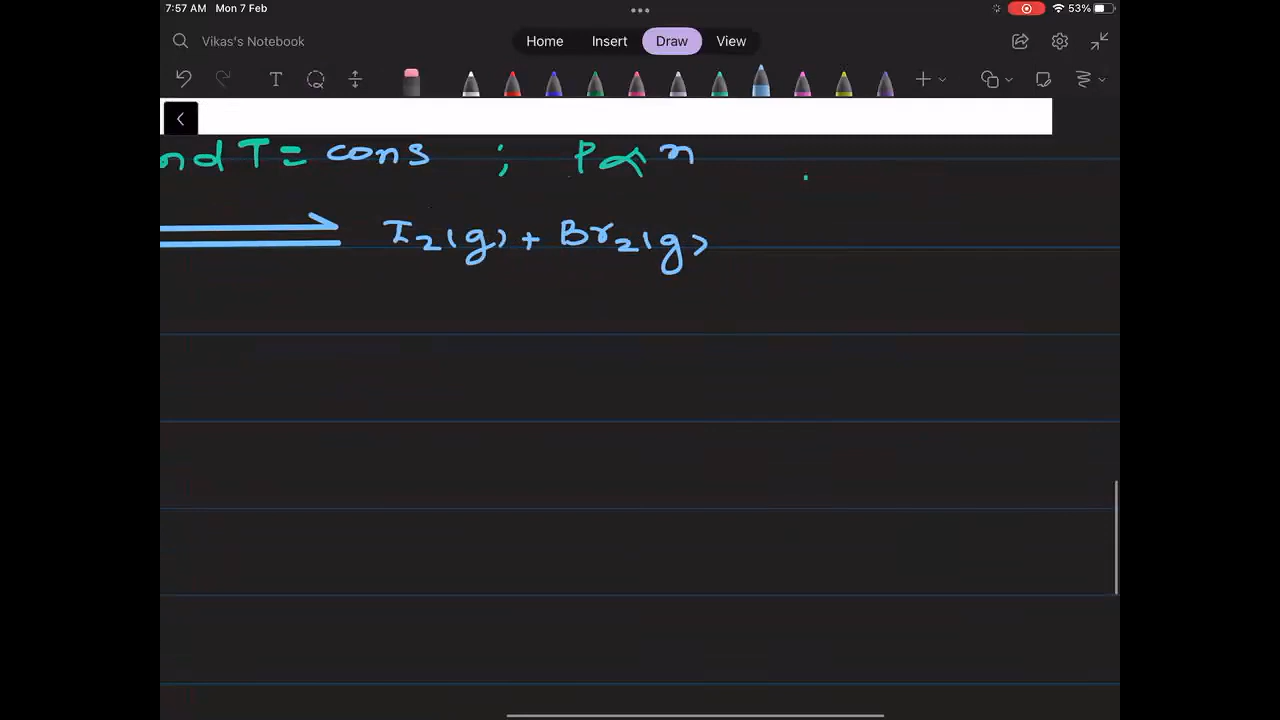 7:57 AM Mon 7 Feb 53%
Vikas's Notebook Home Insert Draw View
nd T = cons ; P ∝ n
⇌ I2(g) + Br2(g)